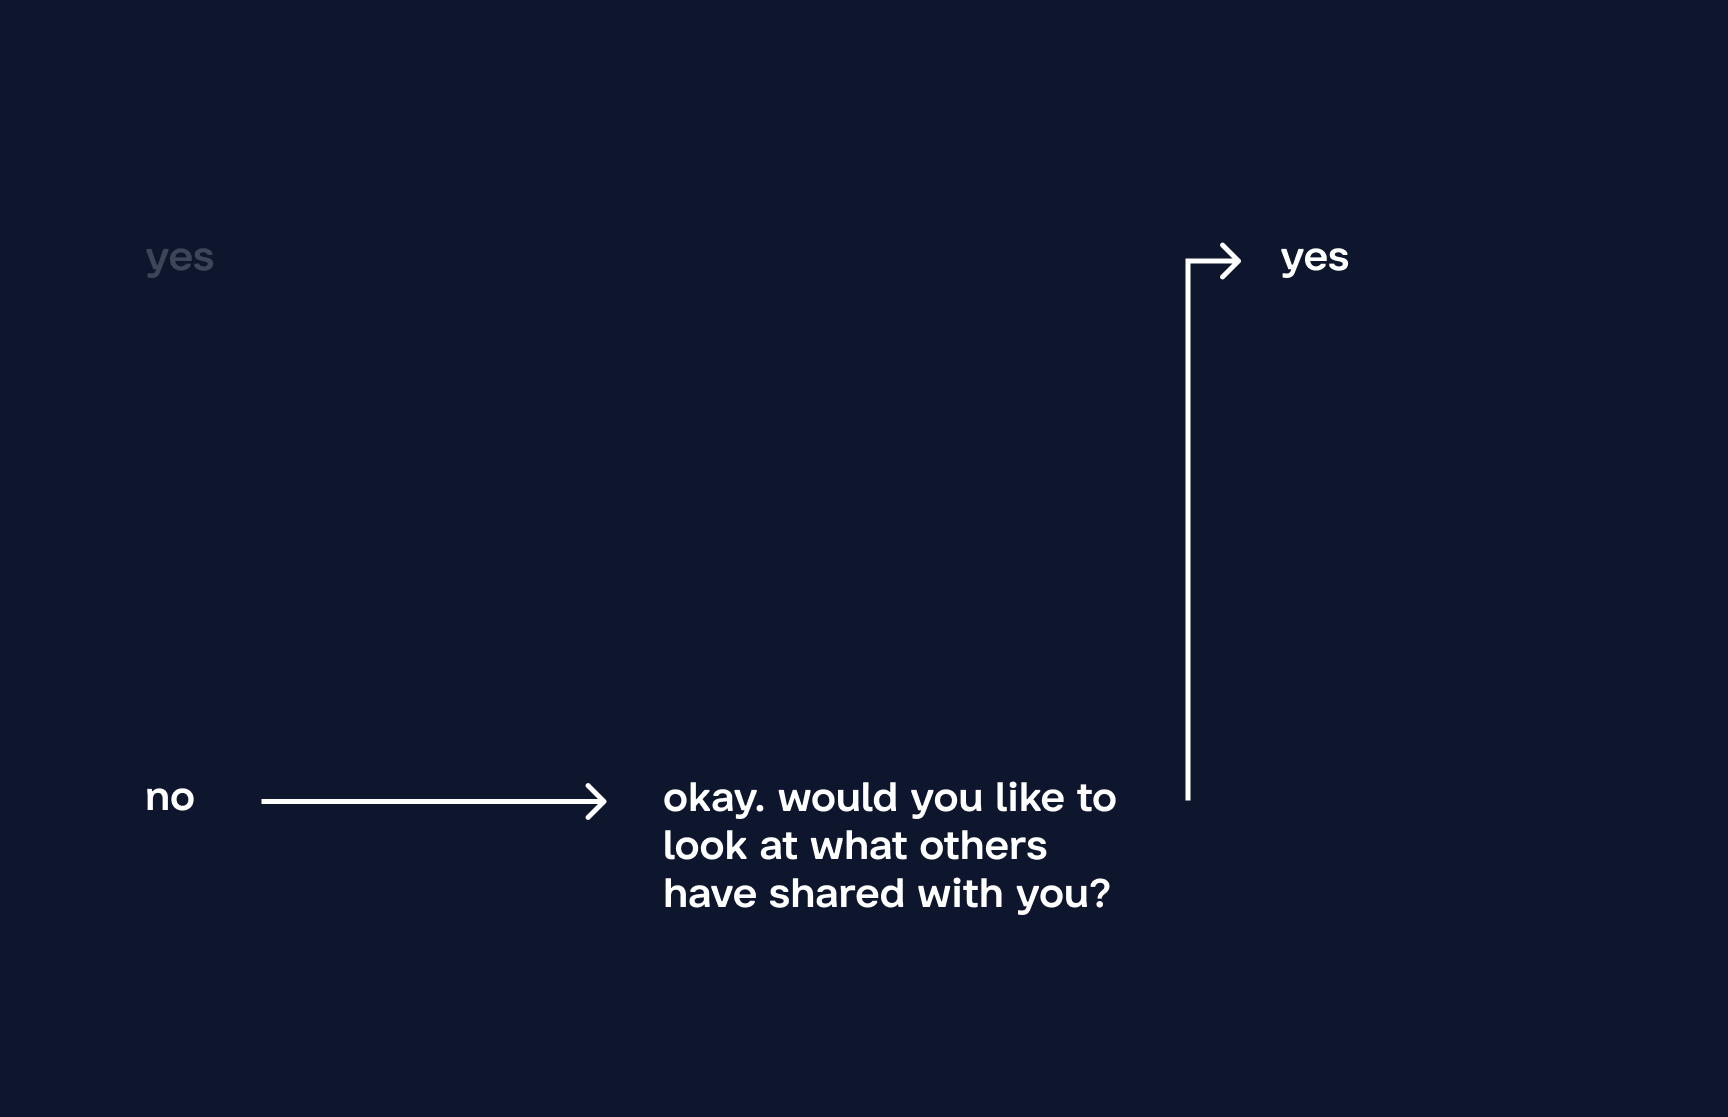 yes
yes
no
okay. would you like to
look at what others
have shared with you?